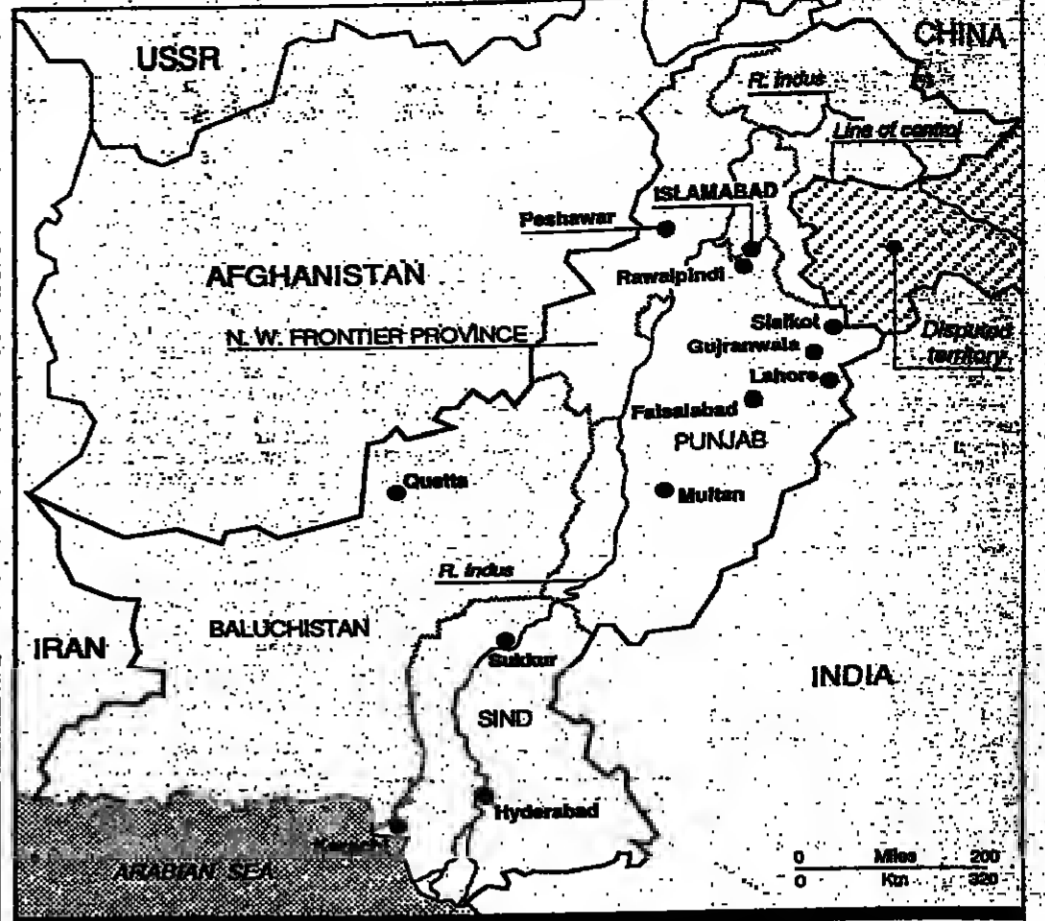 USSR
CHINA
R. Indus
Line of control
ISLAMABAD
Peshawar
Rawalpindi
AFGHANISTAN
N. W. FRONTIER PROVINCE
Sialkot
Disputed
territory
Gujranwala
Lahore
Faisalabad
PUNJAB
Quetta
Multan
R. Indus
BALUCHISTAN
IRAN
Sukkur
INDIA
SIND
Hyderabad
Karachi
ARABIAN SEA
0 Miles 200
0 Km 320